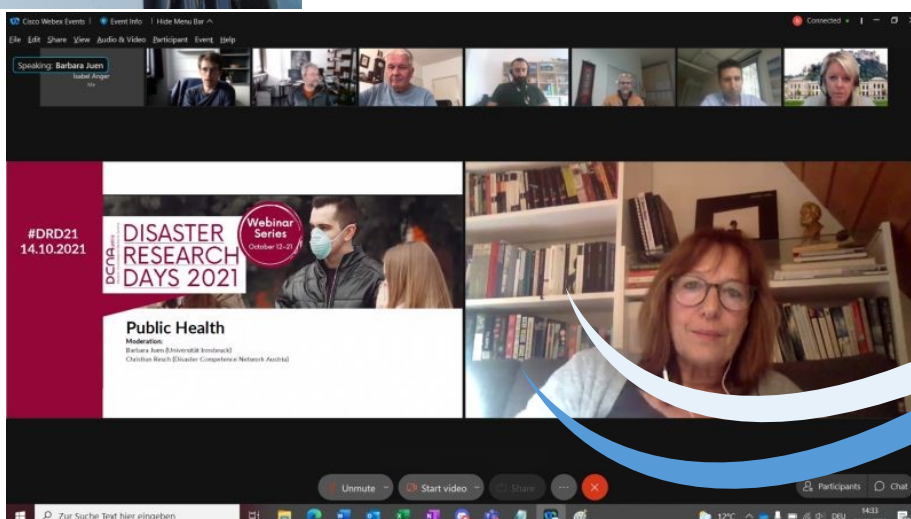 Cisco Webex Events | Event Info | Hide Menu Bar
Connected
File Edit Share View Audio & Video Participant Event Help
Speaking: Barbara Juen
Isabel Anger
Me
#DRD21
14.10.2021
DCNA
DISASTER
RESEARCH
DAYS 2021
Webinar
Series
October 12–21
Public Health
Moderation:
Barbara Juen (Universität Innsbruck)
Christian Resch (Disaster Competence Network Austria)
Unmute
Start video
Share
Participants
Chat
Zur Suche Text hier eingeben
12°C
DEU
14:33